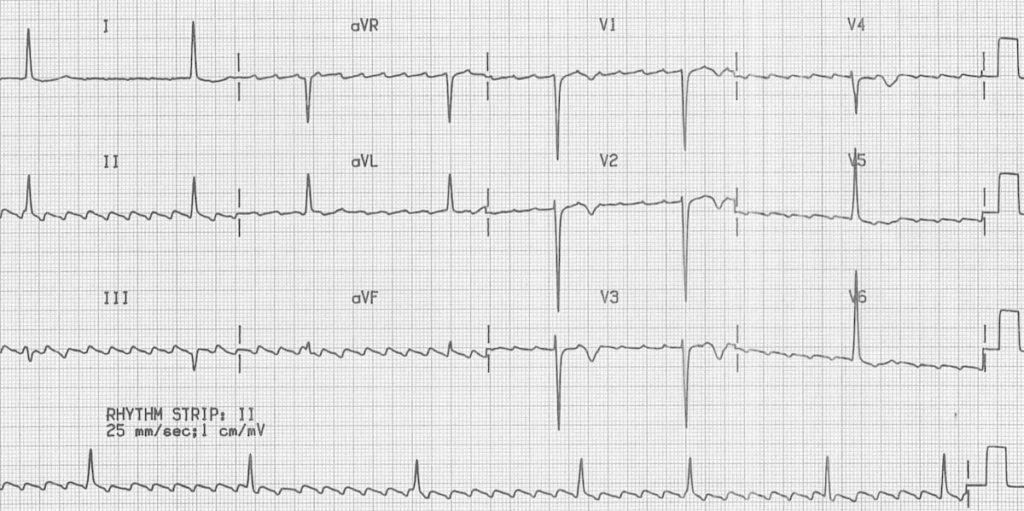 I aVR V1 V4
II aVL V2 V5
III aVF V3 V6
RHYTHM STRIP: II
25 mm/sec;1 cm/mV